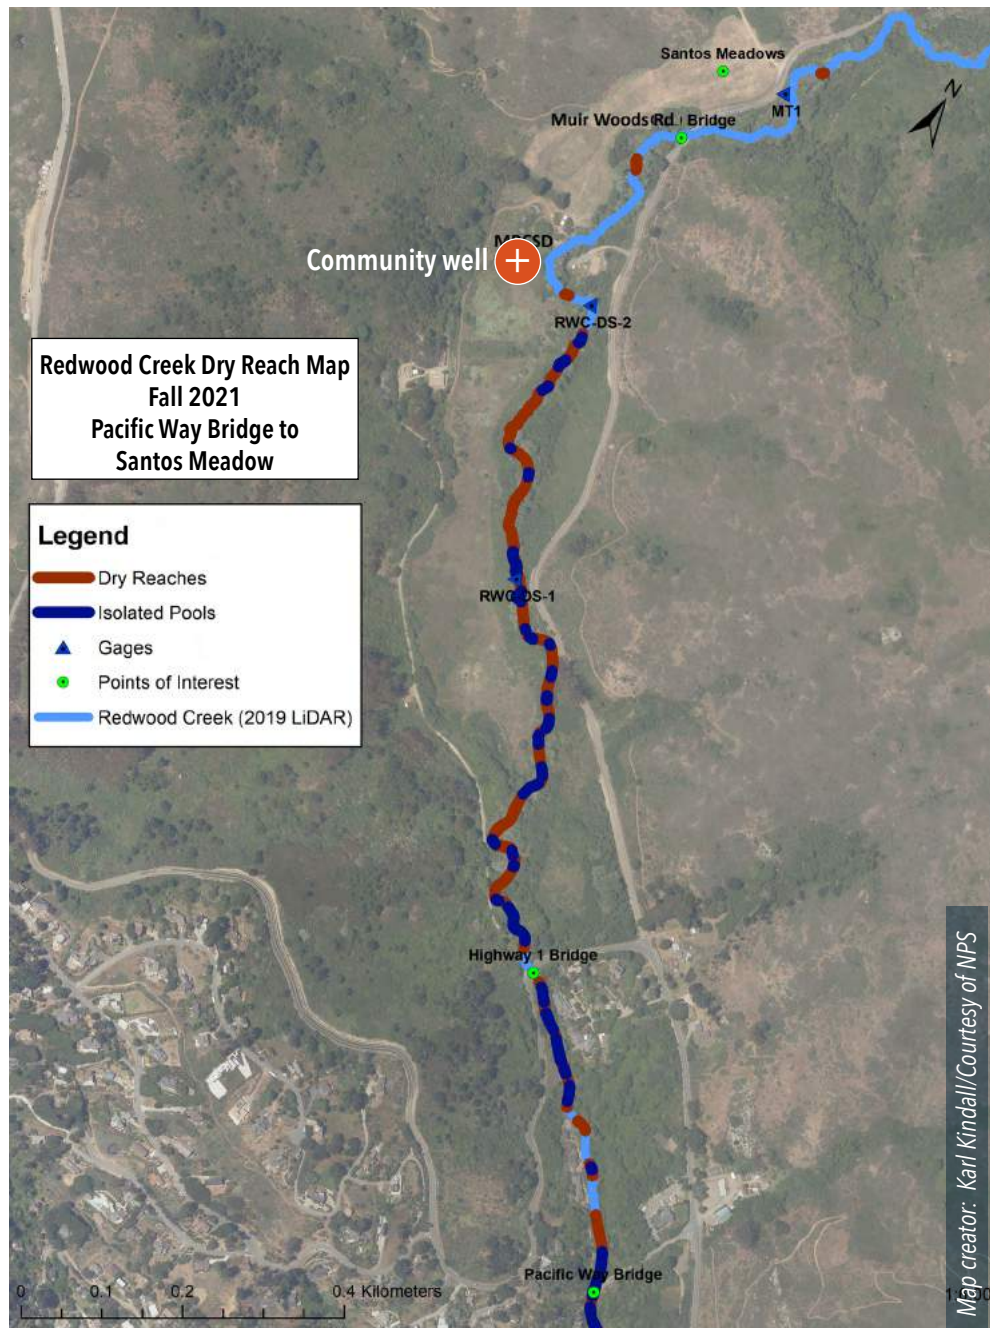 Santos Meadows
MT1
Muir Woods Rd Bridge
Community well
RWC-DS-2
Redwood Creek Dry Reach Map
Fall 2021
Pacific Way Bridge to
Santos Meadow
Legend
Dry Reaches
Isolated Pools
Gages
Points of Interest
Redwood Creek (2019 LiDAR)
RWC-DS-1
Highway 1 Bridge
Pacific Way Bridge
0 0.1 0.2 0.4 Kilometers
N
Map creator: Karl Kindall/Courtesy of NPS